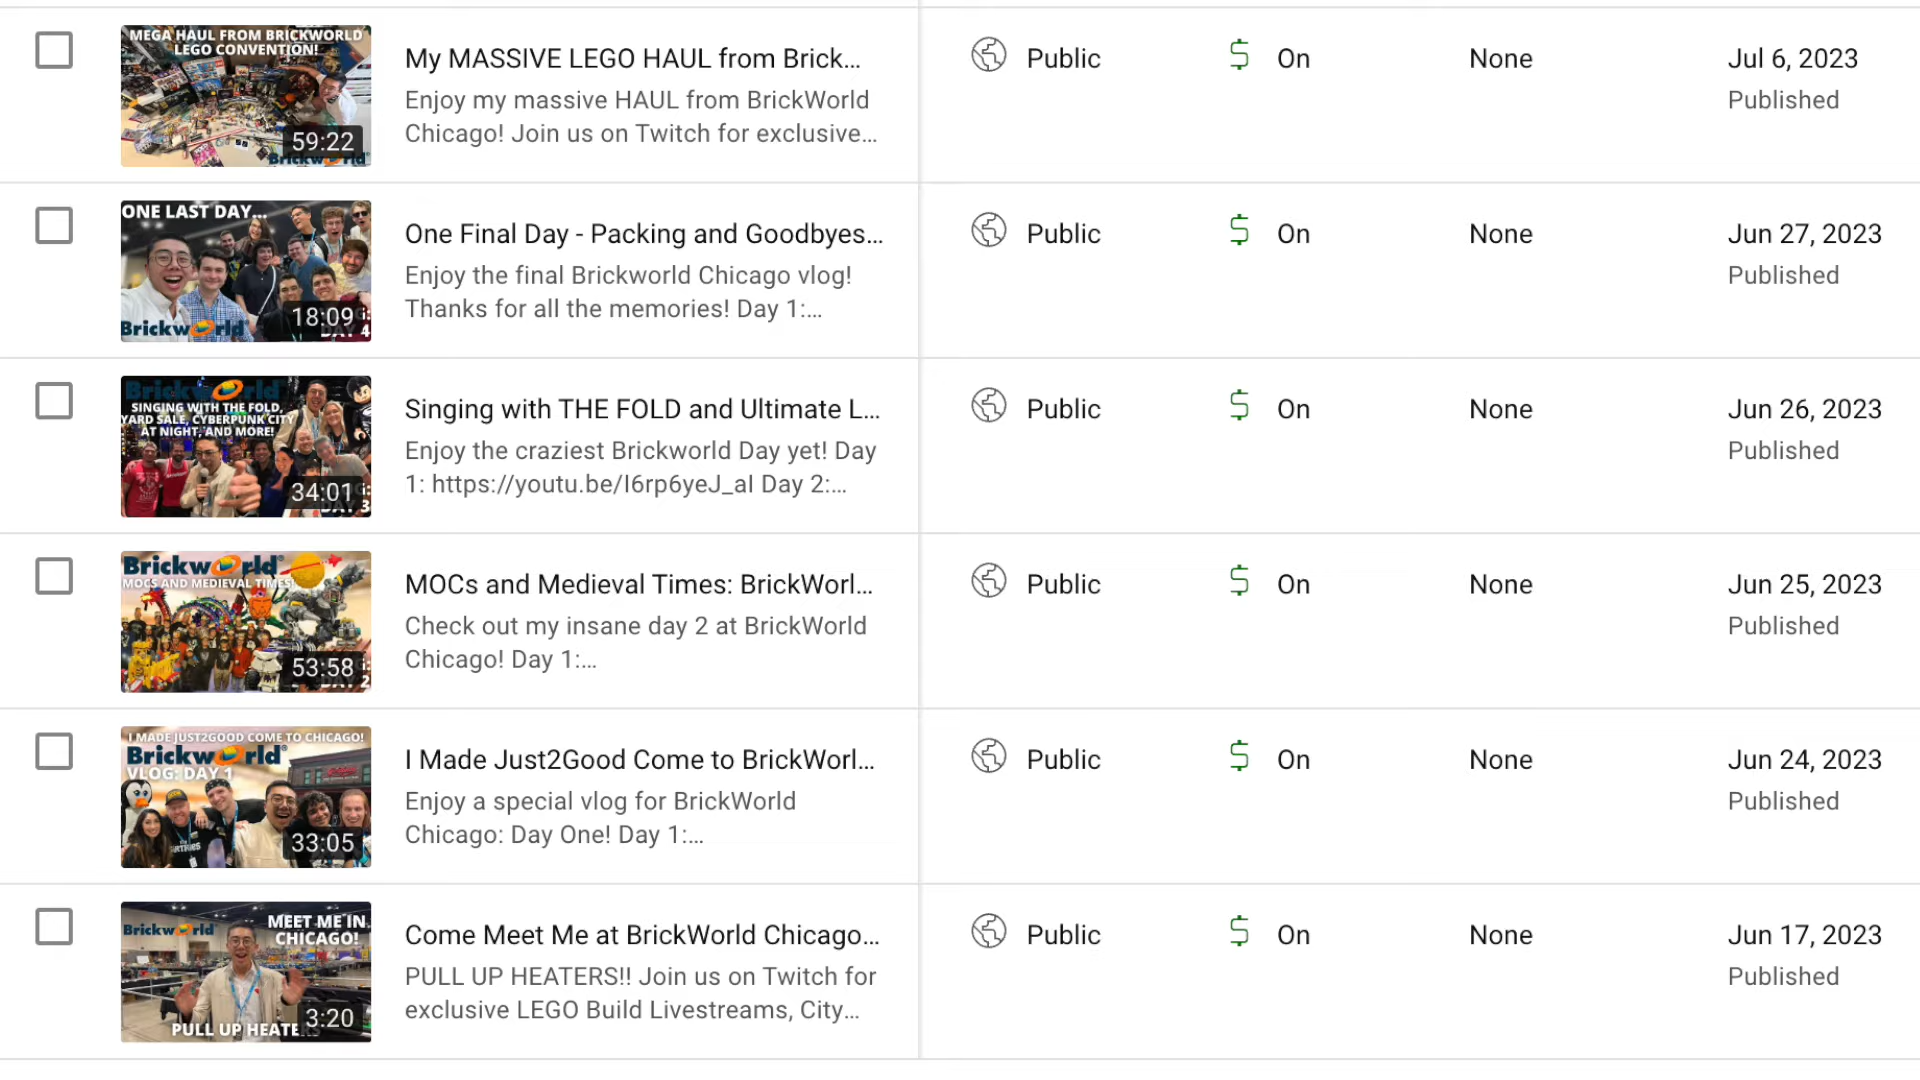 MEGA HAUL FROM BRICKWORLD
LEGO CONVENTION!
59:22
Brickworld
My MASSIVE LEGO HAUL from Brick...
Enjoy my massive HAUL from BrickWorld
Chicago! Join us on Twitch for exclusive...
Public
On
None
Jul 6, 2023
Published
ONE LAST DAY...
18:09
Brickworld
DAY 4
One Final Day - Packing and Goodbyes...
Enjoy the final Brickworld Chicago vlog!
Thanks for all the memories! Day 1:...
Public
On
None
Jun 27, 2023
Published
Brickworld
SINGING WITH THE FOLD,
YARD SALE, CYBERPUNK CITY
AT NIGHT, AND MORE!
34:01
DAY 3
Singing with THE FOLD and Ultimate L...
Enjoy the craziest Brickworld Day yet! Day
1: https://youtu.be/I6rp6yeJ_aI Day 2:...
Public
On
None
Jun 26, 2023
Published
Brickworld
MOCS AND MEDIEVAL TIMES!
53:58
DAY 2
MOCs and Medieval Times: BrickWorl...
Check out my insane day 2 at BrickWorld
Chicago! Day 1:...
Public
On
None
Jun 25, 2023
Published
I MADE JUST2GOOD COME TO CHICAGO!
Brickworld
VLOG: DAY 1
33:05
I Made Just2Good Come to BrickWorl...
Enjoy a special vlog for BrickWorld
Chicago: Day One! Day 1:...
Public
On
None
Jun 24, 2023
Published
MEET ME IN
CHICAGO!
Brickworld
3:20
PULL UP HEATE
Come Meet Me at BrickWorld Chicago...
PULL UP HEATERS!! Join us on Twitch for
exclusive LEGO Build Livestreams, City...
Public
On
None
Jun 17, 2023
Published